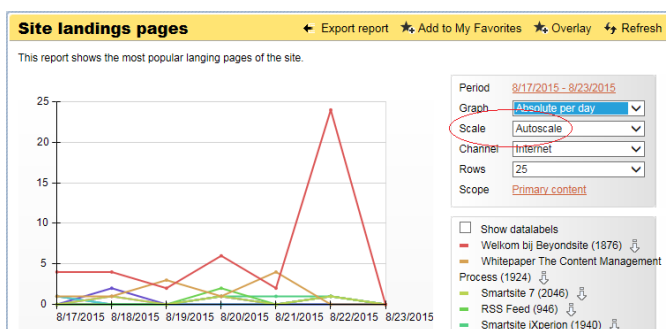 Site landings pages
Export report
Add to My Favorites
Overlay
Refresh
This report shows the most popular langing pages of the site.
25
20
15
10
5
0
8/17/2015 8/18/2015 8/19/2015 8/20/2015 8/21/2015 8/22/2015 8/23/2015
Period 8/17/2015 - 8/23/2015
Graph Absolute per day
Scale Autoscale
Channel Internet
Rows 25
Scope Primary content
Show datalabels
Welkom bij Beyondsite (1876)
Whitepaper The Content Management
Process (1924)
Smartsite 7 (2046)
RSS Feed (946)
Smartsite iXperion (1940)